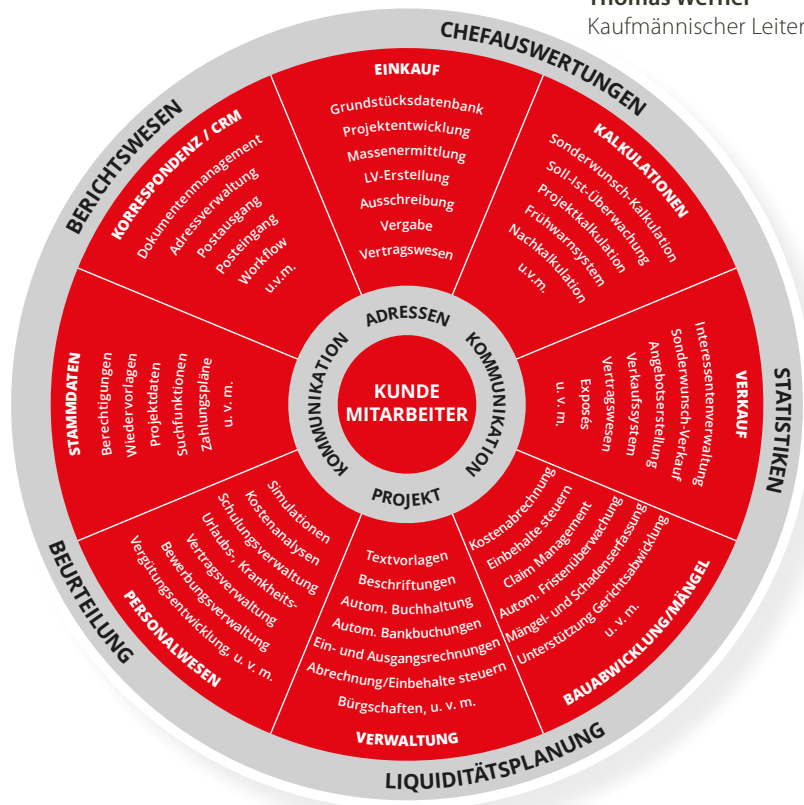 Thomas Werner
Kaufmännischer Leiter
CHEFAUSWERTUNGEN
EINKAUF
Grundstücksdatenbank
Projektentwicklung
Massenermittlung
LV-Erstellung
Ausschreibung
Vergabe
Vertragswesen
KALKULATIONEN
Sonderwunsch-Kalkulation
Soll-Ist-Überwachung
Projektkalkulation
Frühwarnsystem
Nachkalkulation
u.v.m.
STATISTIKEN
VERKAUF
Interessentenverwaltung
Sonderwunsch-Verkauf
Angebotserstellung
Verkaufssystem
Vertragswesen
Exposés
u. v. m.
Kostenabrechnung
Einbehalte steuern
Claim Management
Autom. Fristenüberwachung
Mängel- und Schadenserfassung
Unterstützung Gerichtsabwicklung
u. v. m.
BAUABWICKLUNG/MÄNGEL
LIQUIDITÄTSPLANUNG
Textvorlagen
Beschriftungen
Autom. Buchhaltung
Autom. Bankbuchungen
Ein- und Ausgangsrechnungen
Abrechnung/Einbehalte steuern
Bürgschaften, u. v. m.
VERWALTUNG
Simulationen
Kostenanalysen
Schulungsverwaltung
Urlaubs-, Krankheits-
Vertragsverwaltung
Bewerbungsverwaltung
Vergütungsentwicklung, u. v. m.
PERSONALWESEN
BEURTEILUNG
STAMMDATEN
Berechtigungen
Wiedervorlagen
Projektdaten
Suchfunktionen
Zahlungspläne
u. v. m.
BERICHTSWESEN
KORRESPONDENZ / CRM
Dokumentenmanagement
Adressverwaltung
Postausgang
Posteingang
Workflow
u.v.m.
ADRESSEN
KOMMUNIKATION
PROJEKT
KOMMUNIKATION
KUNDE
MITARBEITER